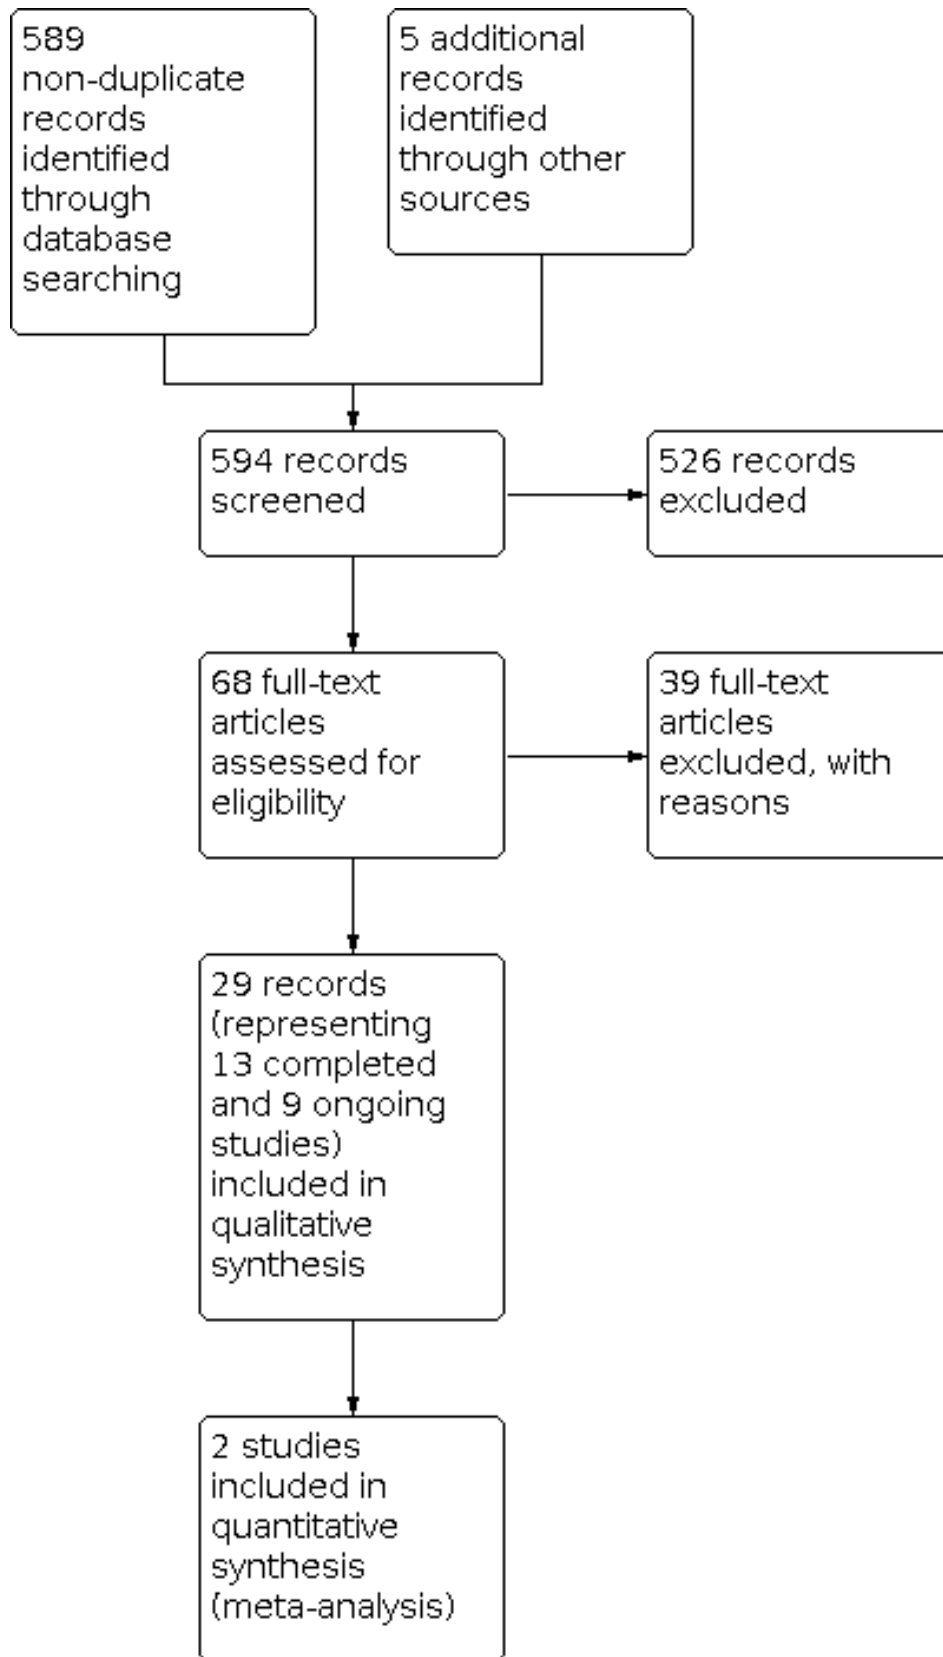 589
non-duplicate
records
identified
through
database
searching
5 additional
records
identified
through other
sources
594 records
screened
526 records
excluded
68 full-text
articles
assessed for
eligibility
39 full-text
articles
excluded, with
reasons
29 records
(representing
13 completed
and 9 ongoing
studies)
included in
qualitative
synthesis
2 studies
included in
quantitative
synthesis
(meta-analysis)